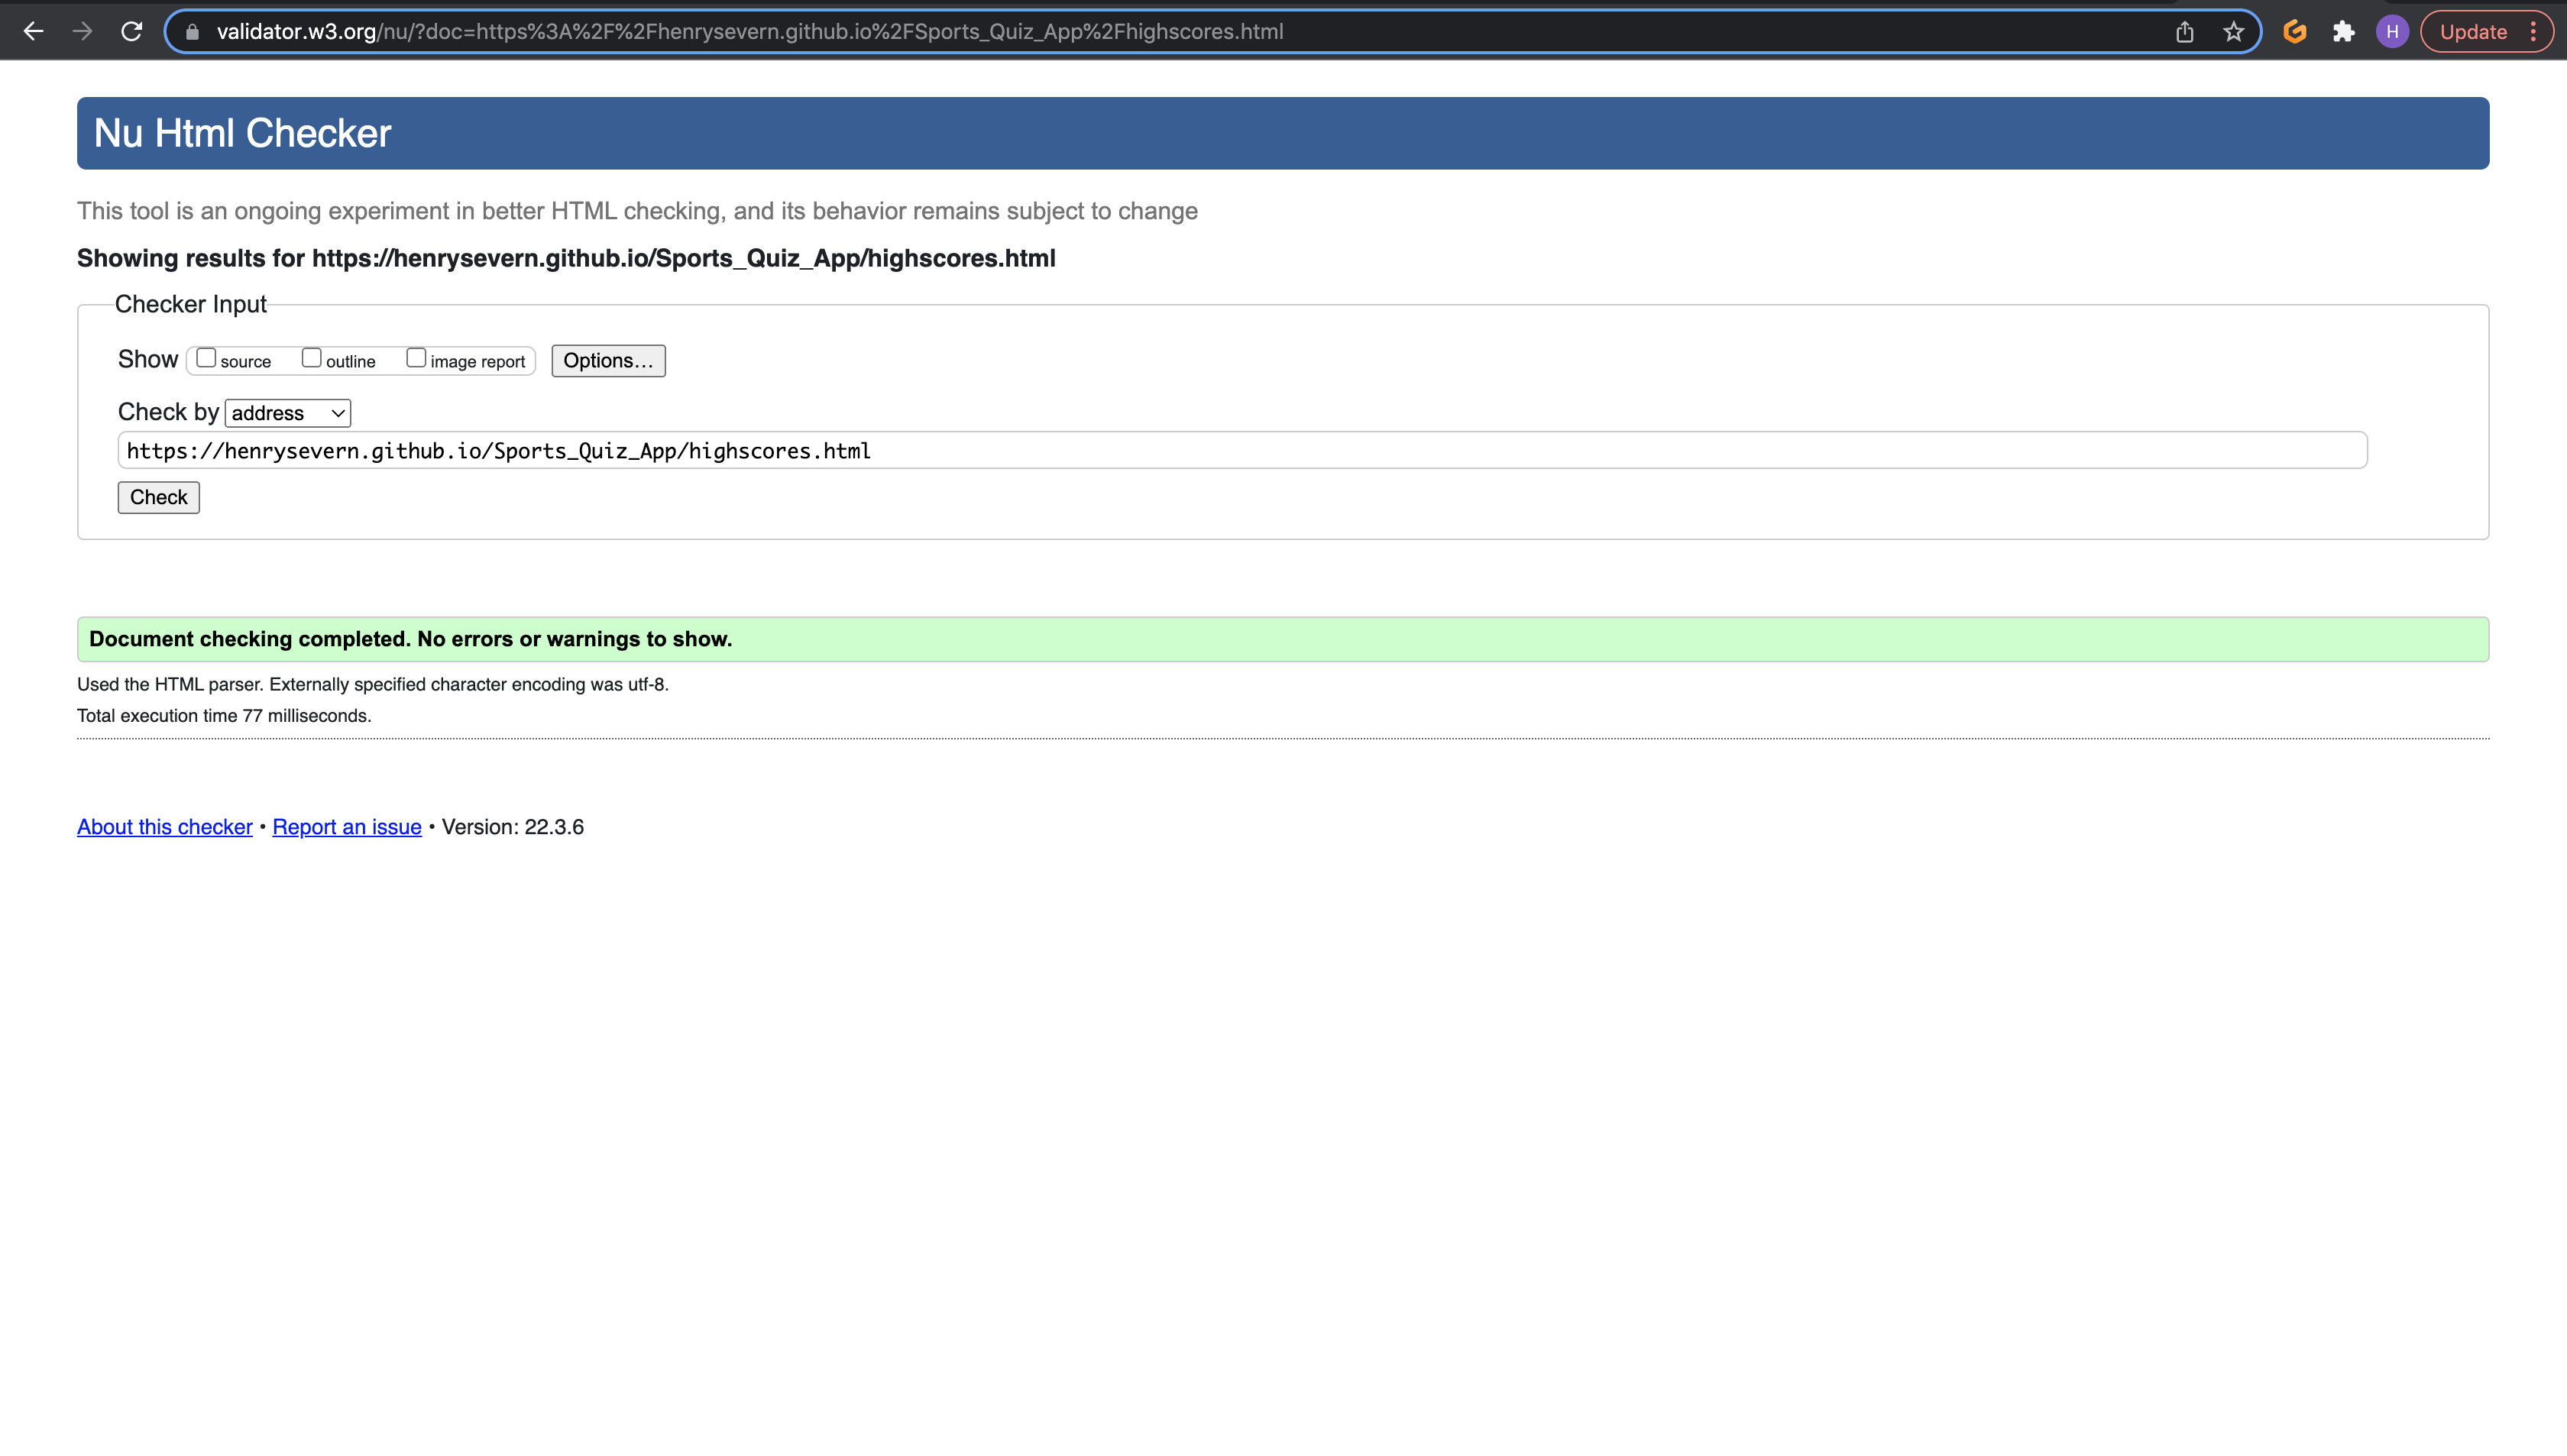 validator.w3.org/nu/?doc=https%3A%2F%2Fhenrysevern.github.io%2FSports_Quiz_App%2Fhighscores.html
H
Update
Nu Html Checker
This tool is an ongoing experiment in better HTML checking, and its behavior remains subject to change
Showing results for https://henrysevern.github.io/Sports_Quiz_App/highscores.html
Checker Input
Show source outline image report Options...
Check by address
https://henrysevern.github.io/Sports_Quiz_App/highscores.html
Check
Document checking completed. No errors or warnings to show.
Used the HTML parser. Externally specified character encoding was utf-8.
Total execution time 77 milliseconds.
About this checker • Report an issue • Version: 22.3.6